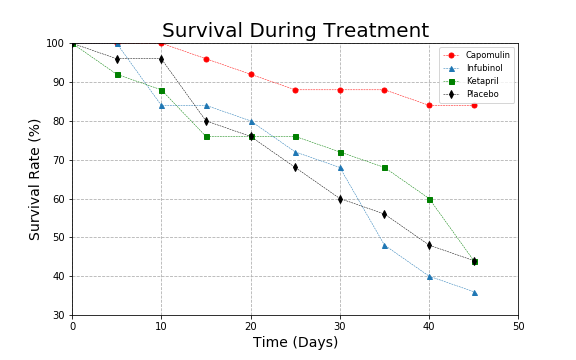 Survival During Treatment
Survival Rate (%)
100
90
80
70
60
50
40
30
Capomulin
Infubinol
Ketapril
Placebo
0 10 20 30 40 50
Time (Days)